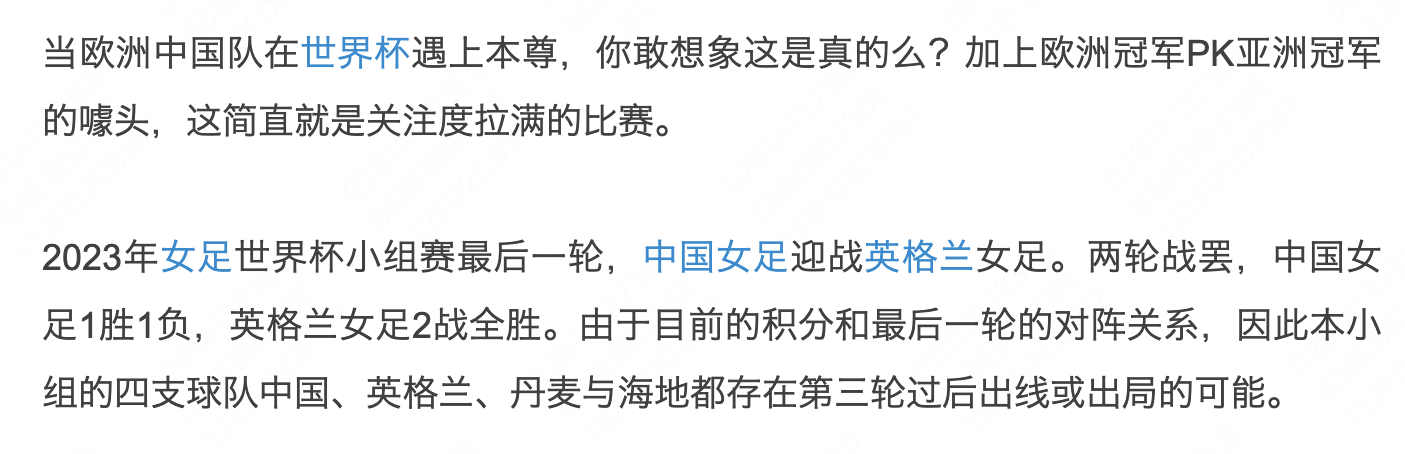 当欧洲中国队在世界杯遇上本尊，你敢想象这是真的么？加上欧洲冠军PK亚洲冠军
的噱头，这简直就是关注度拉满的比赛。
2023年女足世界杯小组赛最后一轮，中国女足迎战英格兰女足。两轮战罢，中国女
足1胜1负，英格兰女足2战全胜。由于目前的积分和最后一轮的对阵关系，因此本小
组的四支球队中国、英格兰、丹麦与海地都存在第三轮过后出线或出局的可能。